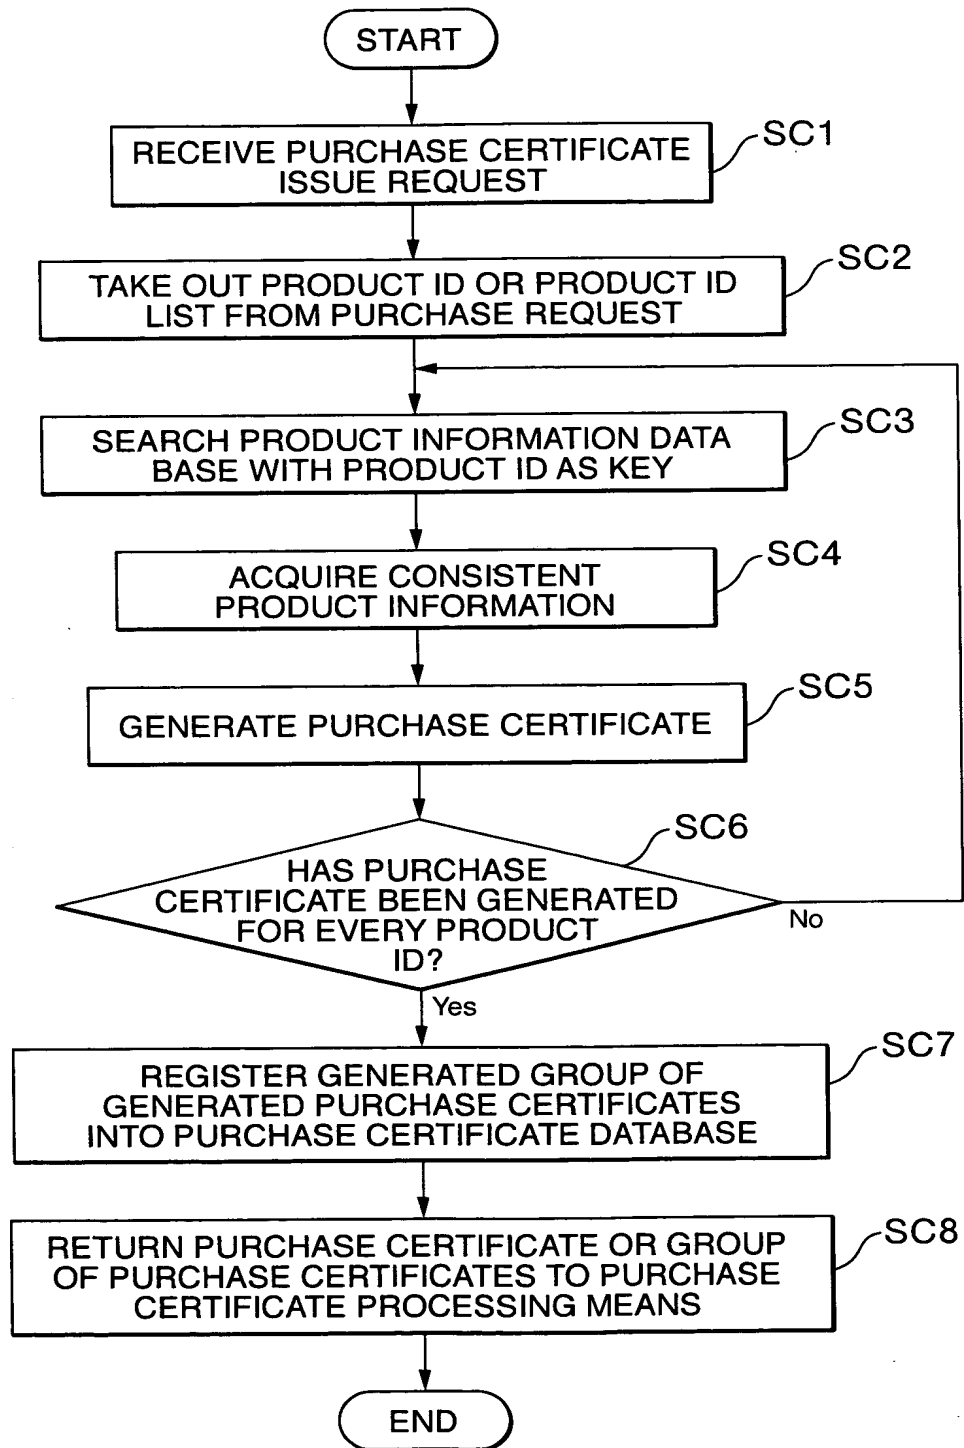 START
RECEIVE PURCHASE CERTIFICATE
ISSUE REQUEST
SC1
TAKE OUT PRODUCT ID OR PRODUCT ID
LIST FROM PURCHASE REQUEST
SC2
SEARCH PRODUCT INFORMATION DATA
BASE WITH PRODUCT ID AS KEY
SC3
ACQUIRE CONSISTENT
PRODUCT INFORMATION
SC4
GENERATE PURCHASE CERTIFICATE
SC5
HAS PURCHASE
CERTIFICATE BEEN GENERATED
FOR EVERY PRODUCT
ID?
SC6
No
Yes
REGISTER GENERATED GROUP OF
GENERATED PURCHASE CERTIFICATES
INTO PURCHASE CERTIFICATE DATABASE
SC7
RETURN PURCHASE CERTIFICATE OR GROUP
OF PURCHASE CERTIFICATES TO PURCHASE
CERTIFICATE PROCESSING MEANS
SC8
END